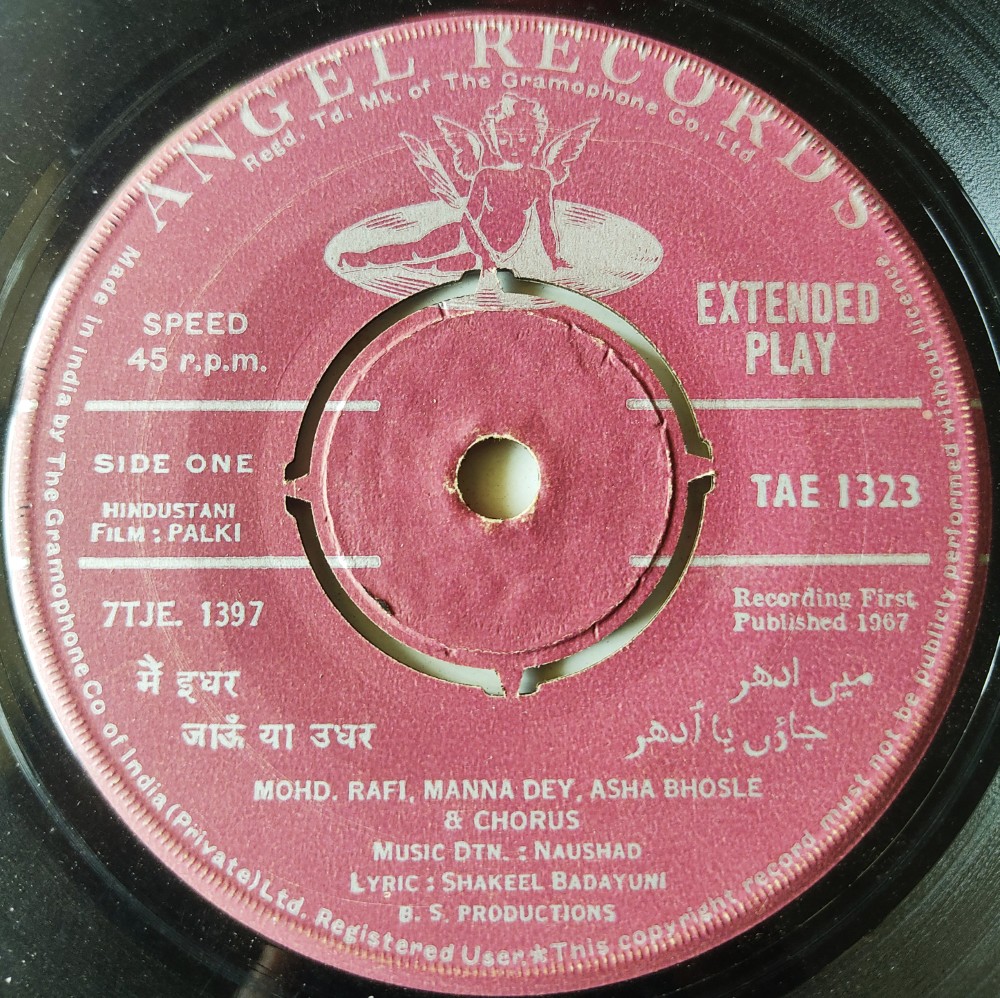 ANGEL RECORDS
Regd. Td. Mk. of The Gramophone Co., Ltd
EXTENDED
PLAY
SPEED
45 r.p.m.
SIDE ONE
HINDUSTANI
FILM : PALKI
TAE 1323
7TJE. 1397
Recording First
Published 1967
मैं इधर
जाऊँ या उधर
میں ادھر
جاؤں یا اُدھر
MOHD. RAFI, MANNA DEY, ASHA BHOSLE
& CHORUS
MUSIC DTN. : NAUSHAD
LYRIC : SHAKEEL BADAYUNI
B. S. PRODUCTIONS
Made in India by The Gramophone Co of India (Private) Ltd. Registered User * This copyright record must not be publicly performed without licence